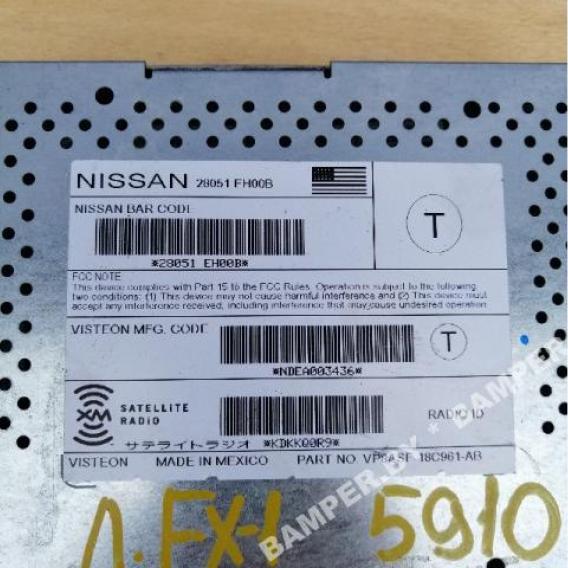 NISSAN 28051 EH00B
T
NISSAN BAR CODE
*28051 EH00B*
FCC NOTE
This device complies with Part 15 to the FCC Rules. Operation is subject to the following
two conditions: (1) This device may not cause harmful interference and (2) This device must
accept any interference received, including interference that may cause undesired operation
VISTEON MFG. CODE
T
*NDEA003436*
XM SATELLITE
RADIO
RADIO ID
サテライトラジオ *KDKK00R9*
VISTEON MADE IN MEXICO PART NO. 18C961-AB
Л. FX-1 5910
BAMPER.BY * BAMPER.BY